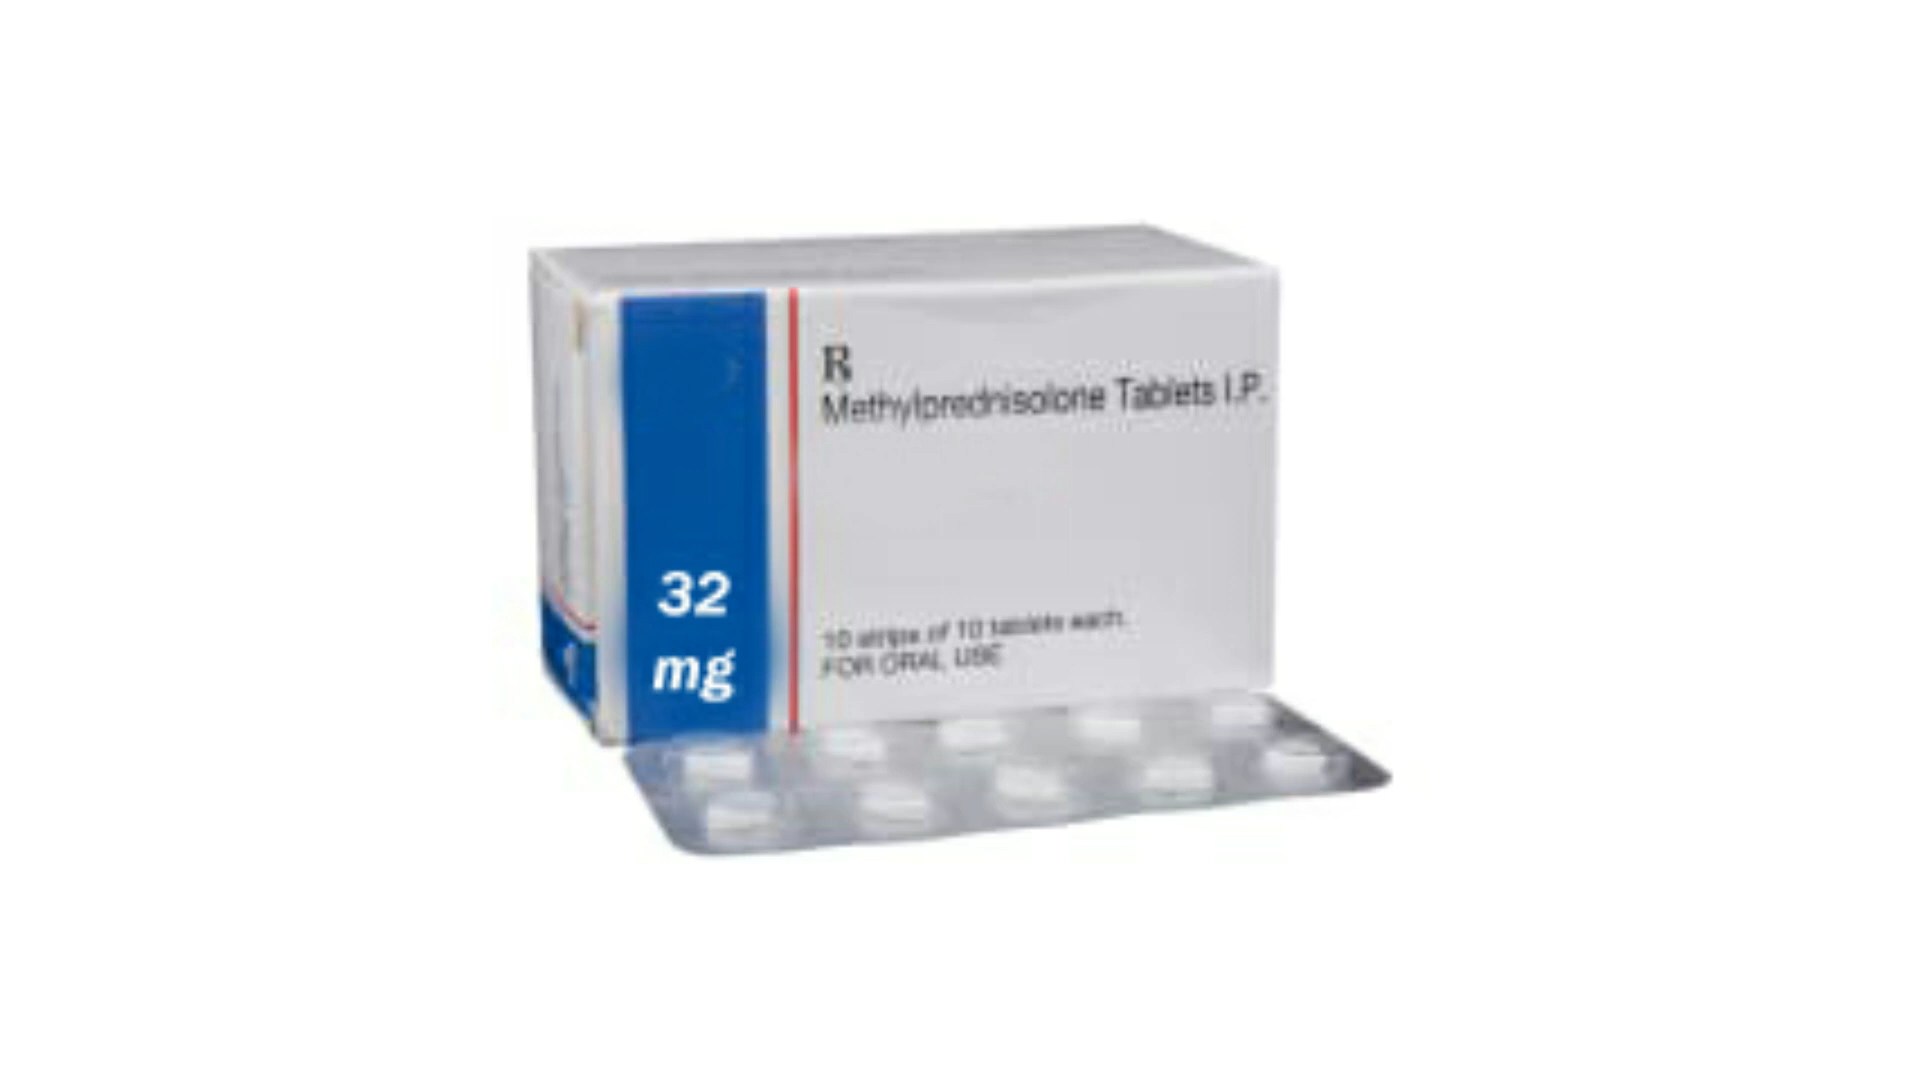 R
Methylprednisolone Tablets I.P.
32
mg
10 strips of 10 tablets each.
FOR ORAL USE